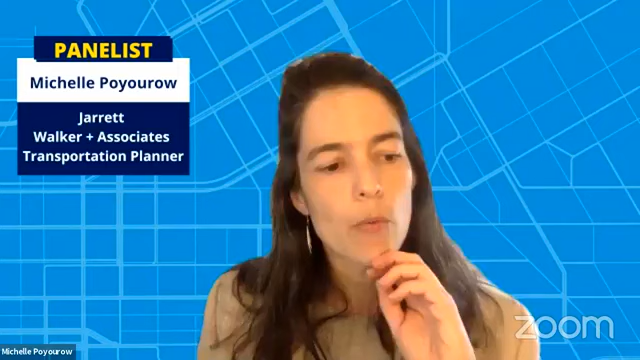 PANELIST
Michelle Poyourow
Jarrett
Walker + Associates
Transportation Planner
zoom
Michelle Poyourow